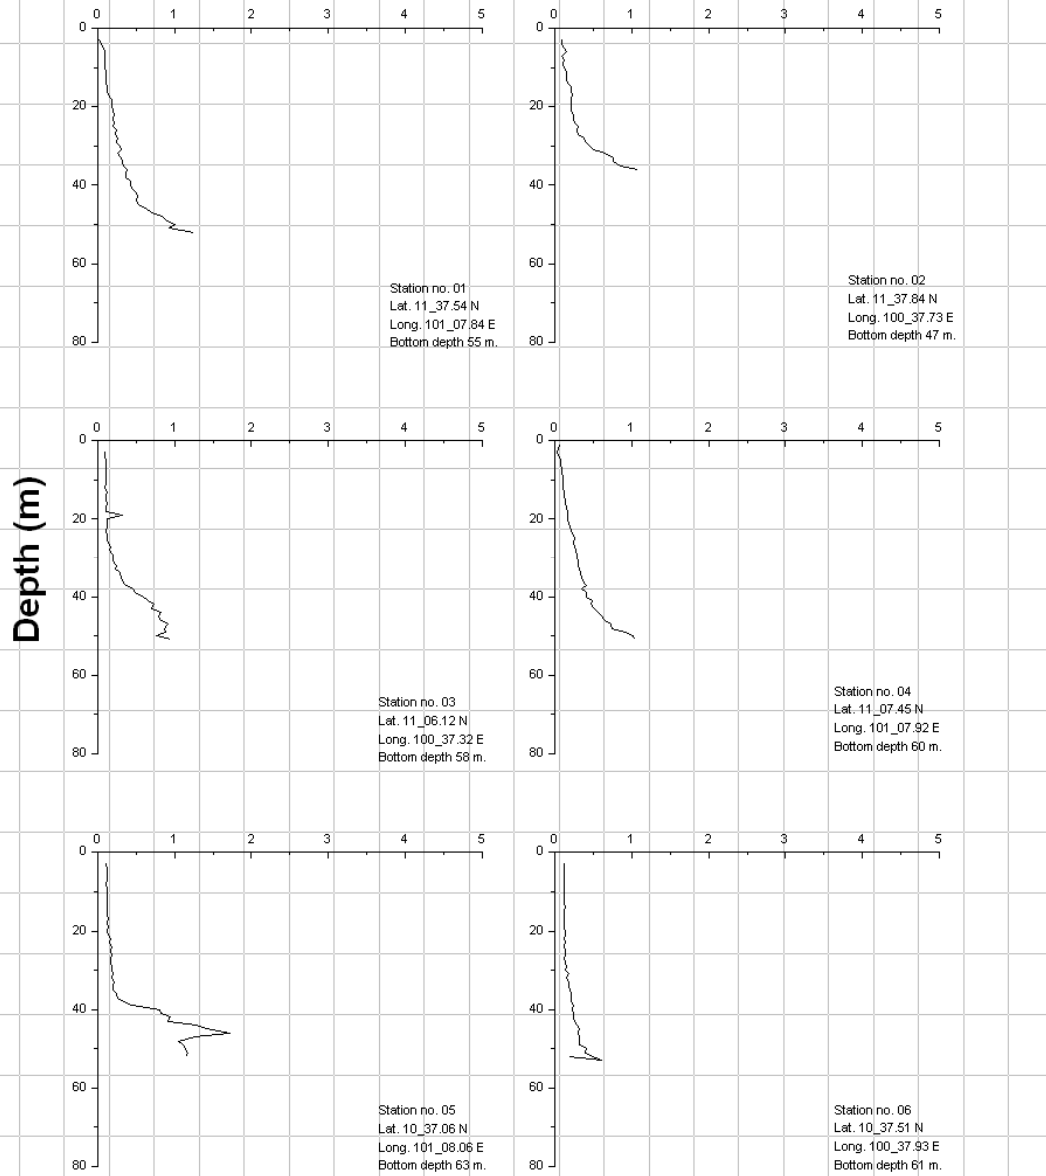 0 1 2 3 4 5
0
20
40
60
80
Station no. 01
Lat. 11_37.54 N
Long. 101_07.84 E
Bottom depth 55 m.
0 1 2 3 4 5
0
20
40
60
80
Station no. 02
Lat. 11_37.84 N
Long. 100_37.73 E
Bottom depth 47 m.
Depth (m)
0 1 2 3 4 5
0
20
40
60
80
Station no. 03
Lat. 11_06.12 N
Long. 100_37.32 E
Bottom depth 58 m.
0 1 2 3 4 5
0
20
40
60
80
Station no. 04
Lat. 11_07.45 N
Long. 101_07.92 E
Bottom depth 60 m.
0 1 2 3 4 5
0
20
40
60
80
Station no. 05
Lat. 10_37.06 N
Long. 101_08.06 E
Bottom depth 63 m.
0 1 2 3 4 5
0
20
40
60
80
Station no. 06
Lat. 10_37.51 N
Long. 100_37.93 E
Bottom depth 61 m.